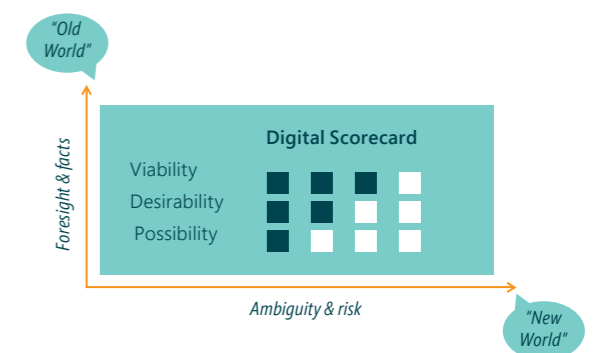 "Old
World"
Foresight & facts
Digital Scorecard
Viability
Desirability
Possibility
Ambiguity & risk
"New
World"